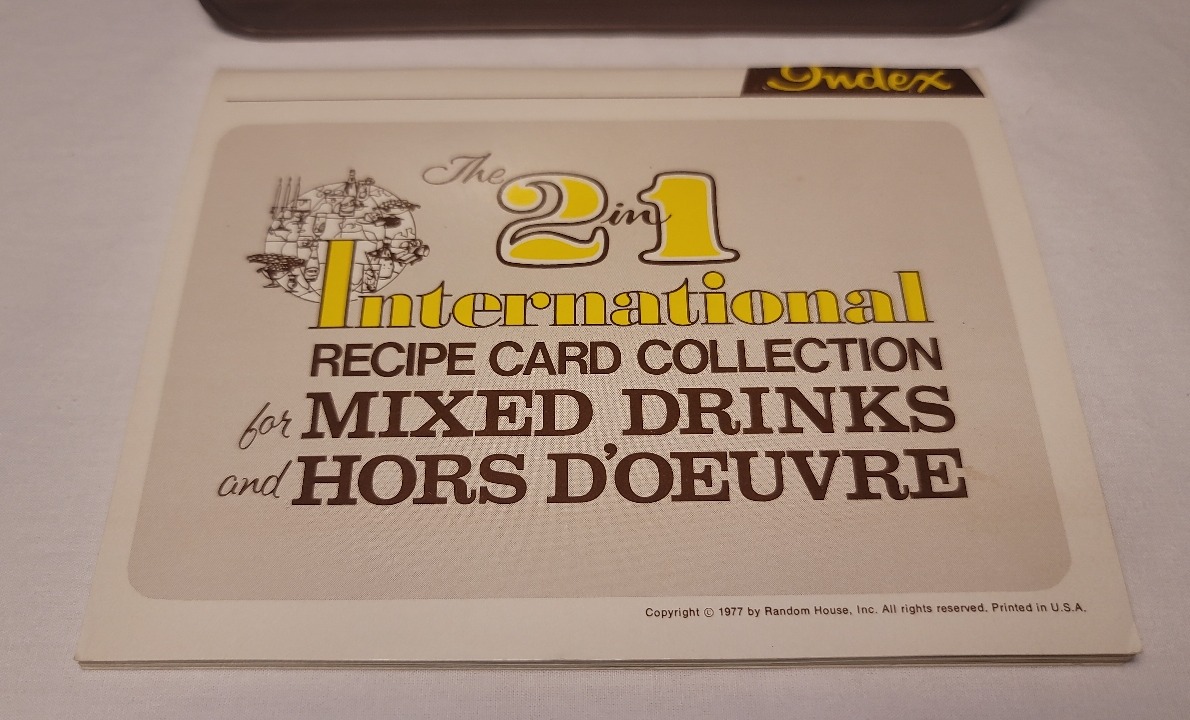 Index
The 2 in 1
International
RECIPE CARD COLLECTION
for MIXED DRINKS
and HORS D'OEUVRE
Copyright © 1977 by Random House, Inc. All rights reserved. Printed in U.S.A.